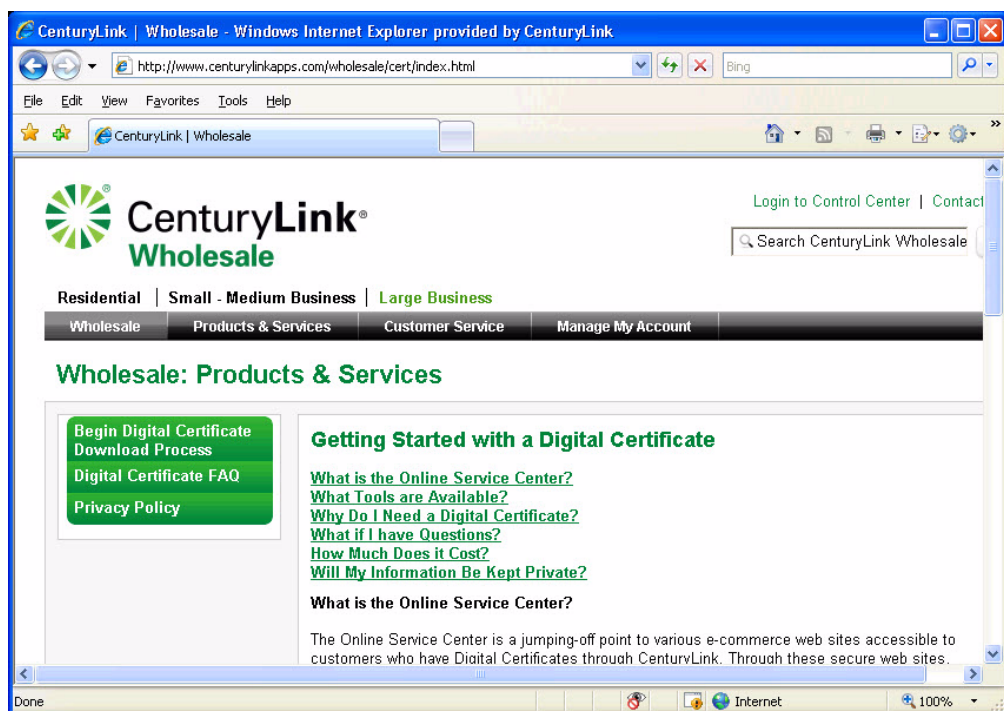 CenturyLink | Wholesale - Windows Internet Explorer provided by CenturyLink
http://www.centurylinkapps.com/wholesale/cert/index.html
Bing
File Edit View Favorites Tools Help
CenturyLink | Wholesale
»
CenturyLink®
Wholesale
Login to Control Center | Contact
Search CenturyLink Wholesale
Residential | Small - Medium Business | Large Business
Wholesale Products & Services Customer Service Manage My Account
Wholesale: Products & Services
Begin Digital Certificate
Download Process
Digital Certificate FAQ
Privacy Policy
Getting Started with a Digital Certificate
What is the Online Service Center?
What Tools are Available?
Why Do I Need a Digital Certificate?
What if I have Questions?
How Much Does it Cost?
Will My Information Be Kept Private?
What is the Online Service Center?
The Online Service Center is a jumping-off point to various e-commerce web sites accessible to
customers who have Digital Certificates through CenturyLink. Through these secure web sites,
Done
Internet
100%